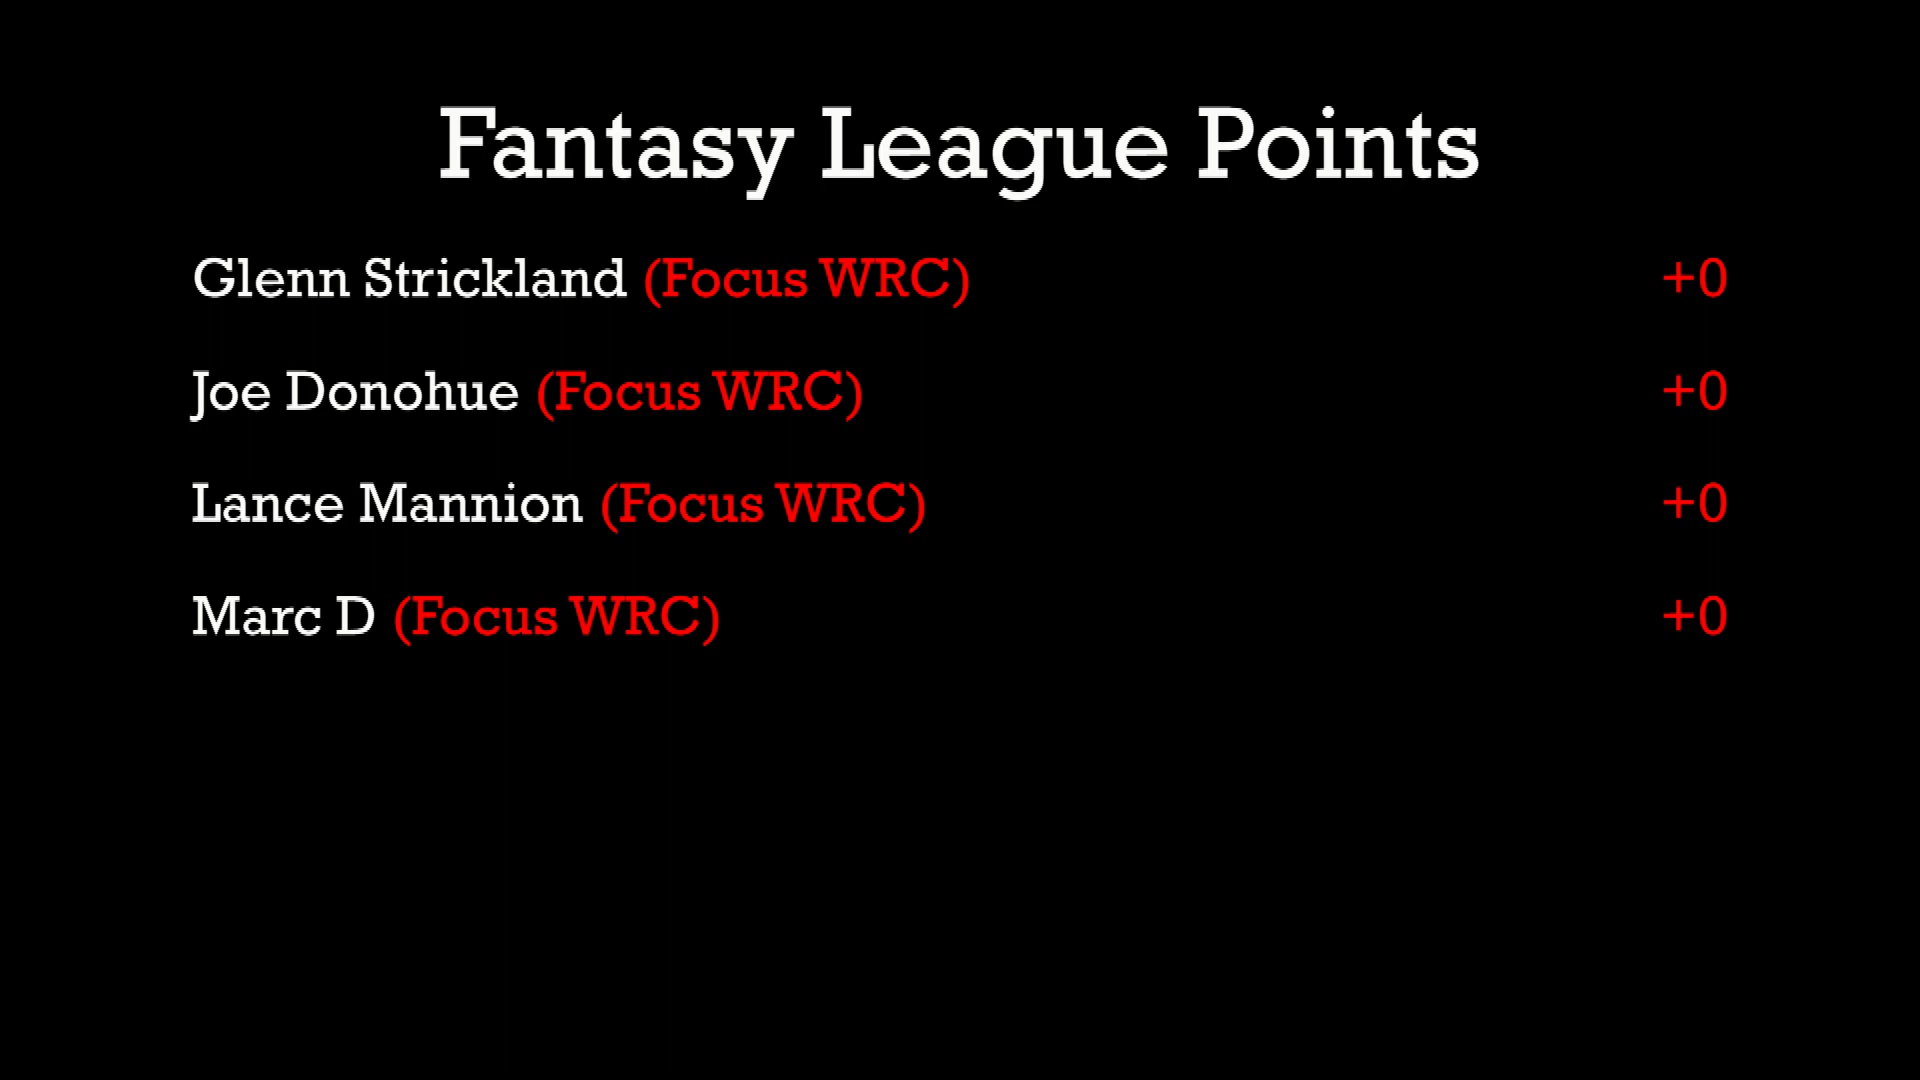 Fantasy League Points
Glenn Strickland (Focus WRC) +0
Joe Donohue (Focus WRC) +0
Lance Mannion (Focus WRC) +0
Marc D (Focus WRC) +0